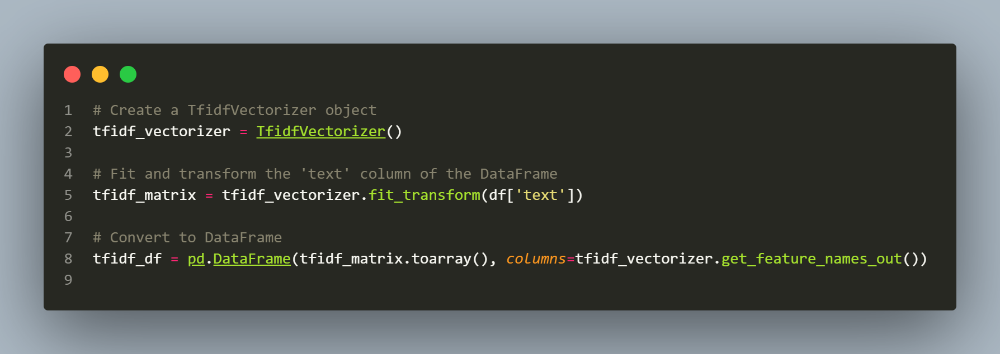 1 # Create a TfidfVectorizer object
2 tfidf_vectorizer = TfidfVectorizer()
3
4 # Fit and transform the 'text' column of the DataFrame
5 tfidf_matrix = tfidf_vectorizer.fit_transform(df['text'])
6
7 # Convert to DataFrame
8 tfidf_df = pd.DataFrame(tfidf_matrix.toarray(), columns=tfidf_vectorizer.get_feature_names_out())
9